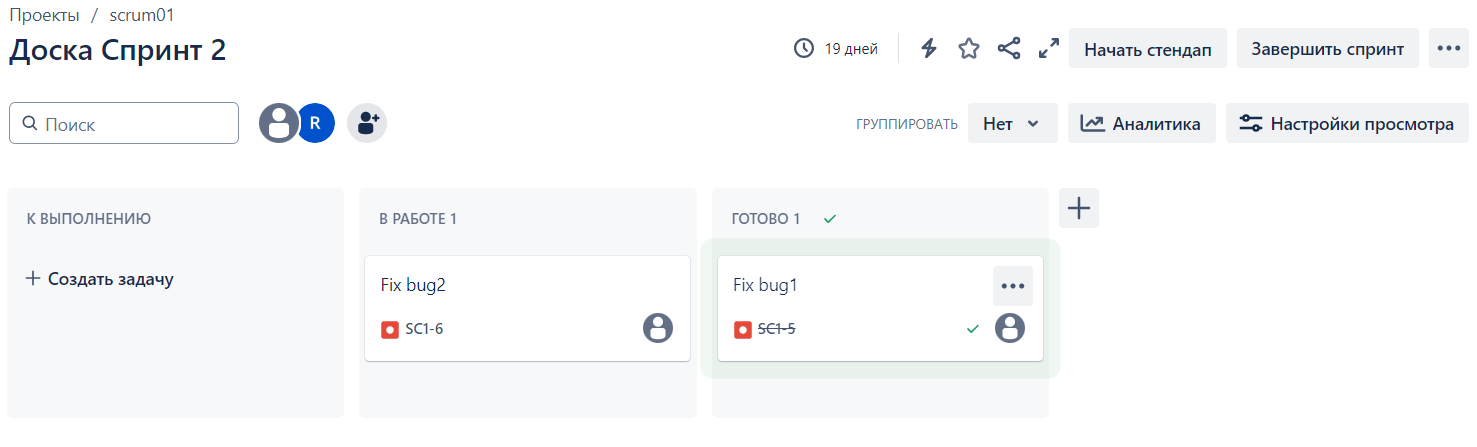 Проекты / scrum01
Доска Спринт 2
19 дней
Начать стендап
Завершить спринт
Поиск
R
ГРУППИРОВАТЬ
Нет
Аналитика
Настройки просмотра
К ВЫПОЛНЕНИЮ
+ Создать задачу
В РАБОТЕ 1
Fix bug2
SC1-6
ГОТОВО 1
Fix bug1
SC1-5